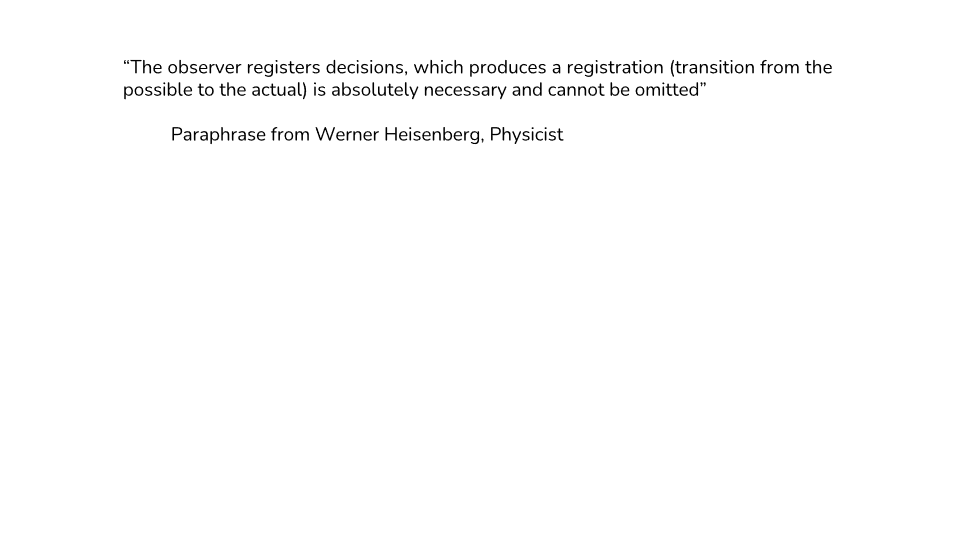 “The observer registers decisions, which produces a registration (transition from the
possible to the actual) is absolutely necessary and cannot be omitted”
Paraphrase from Werner Heisenberg, Physicist